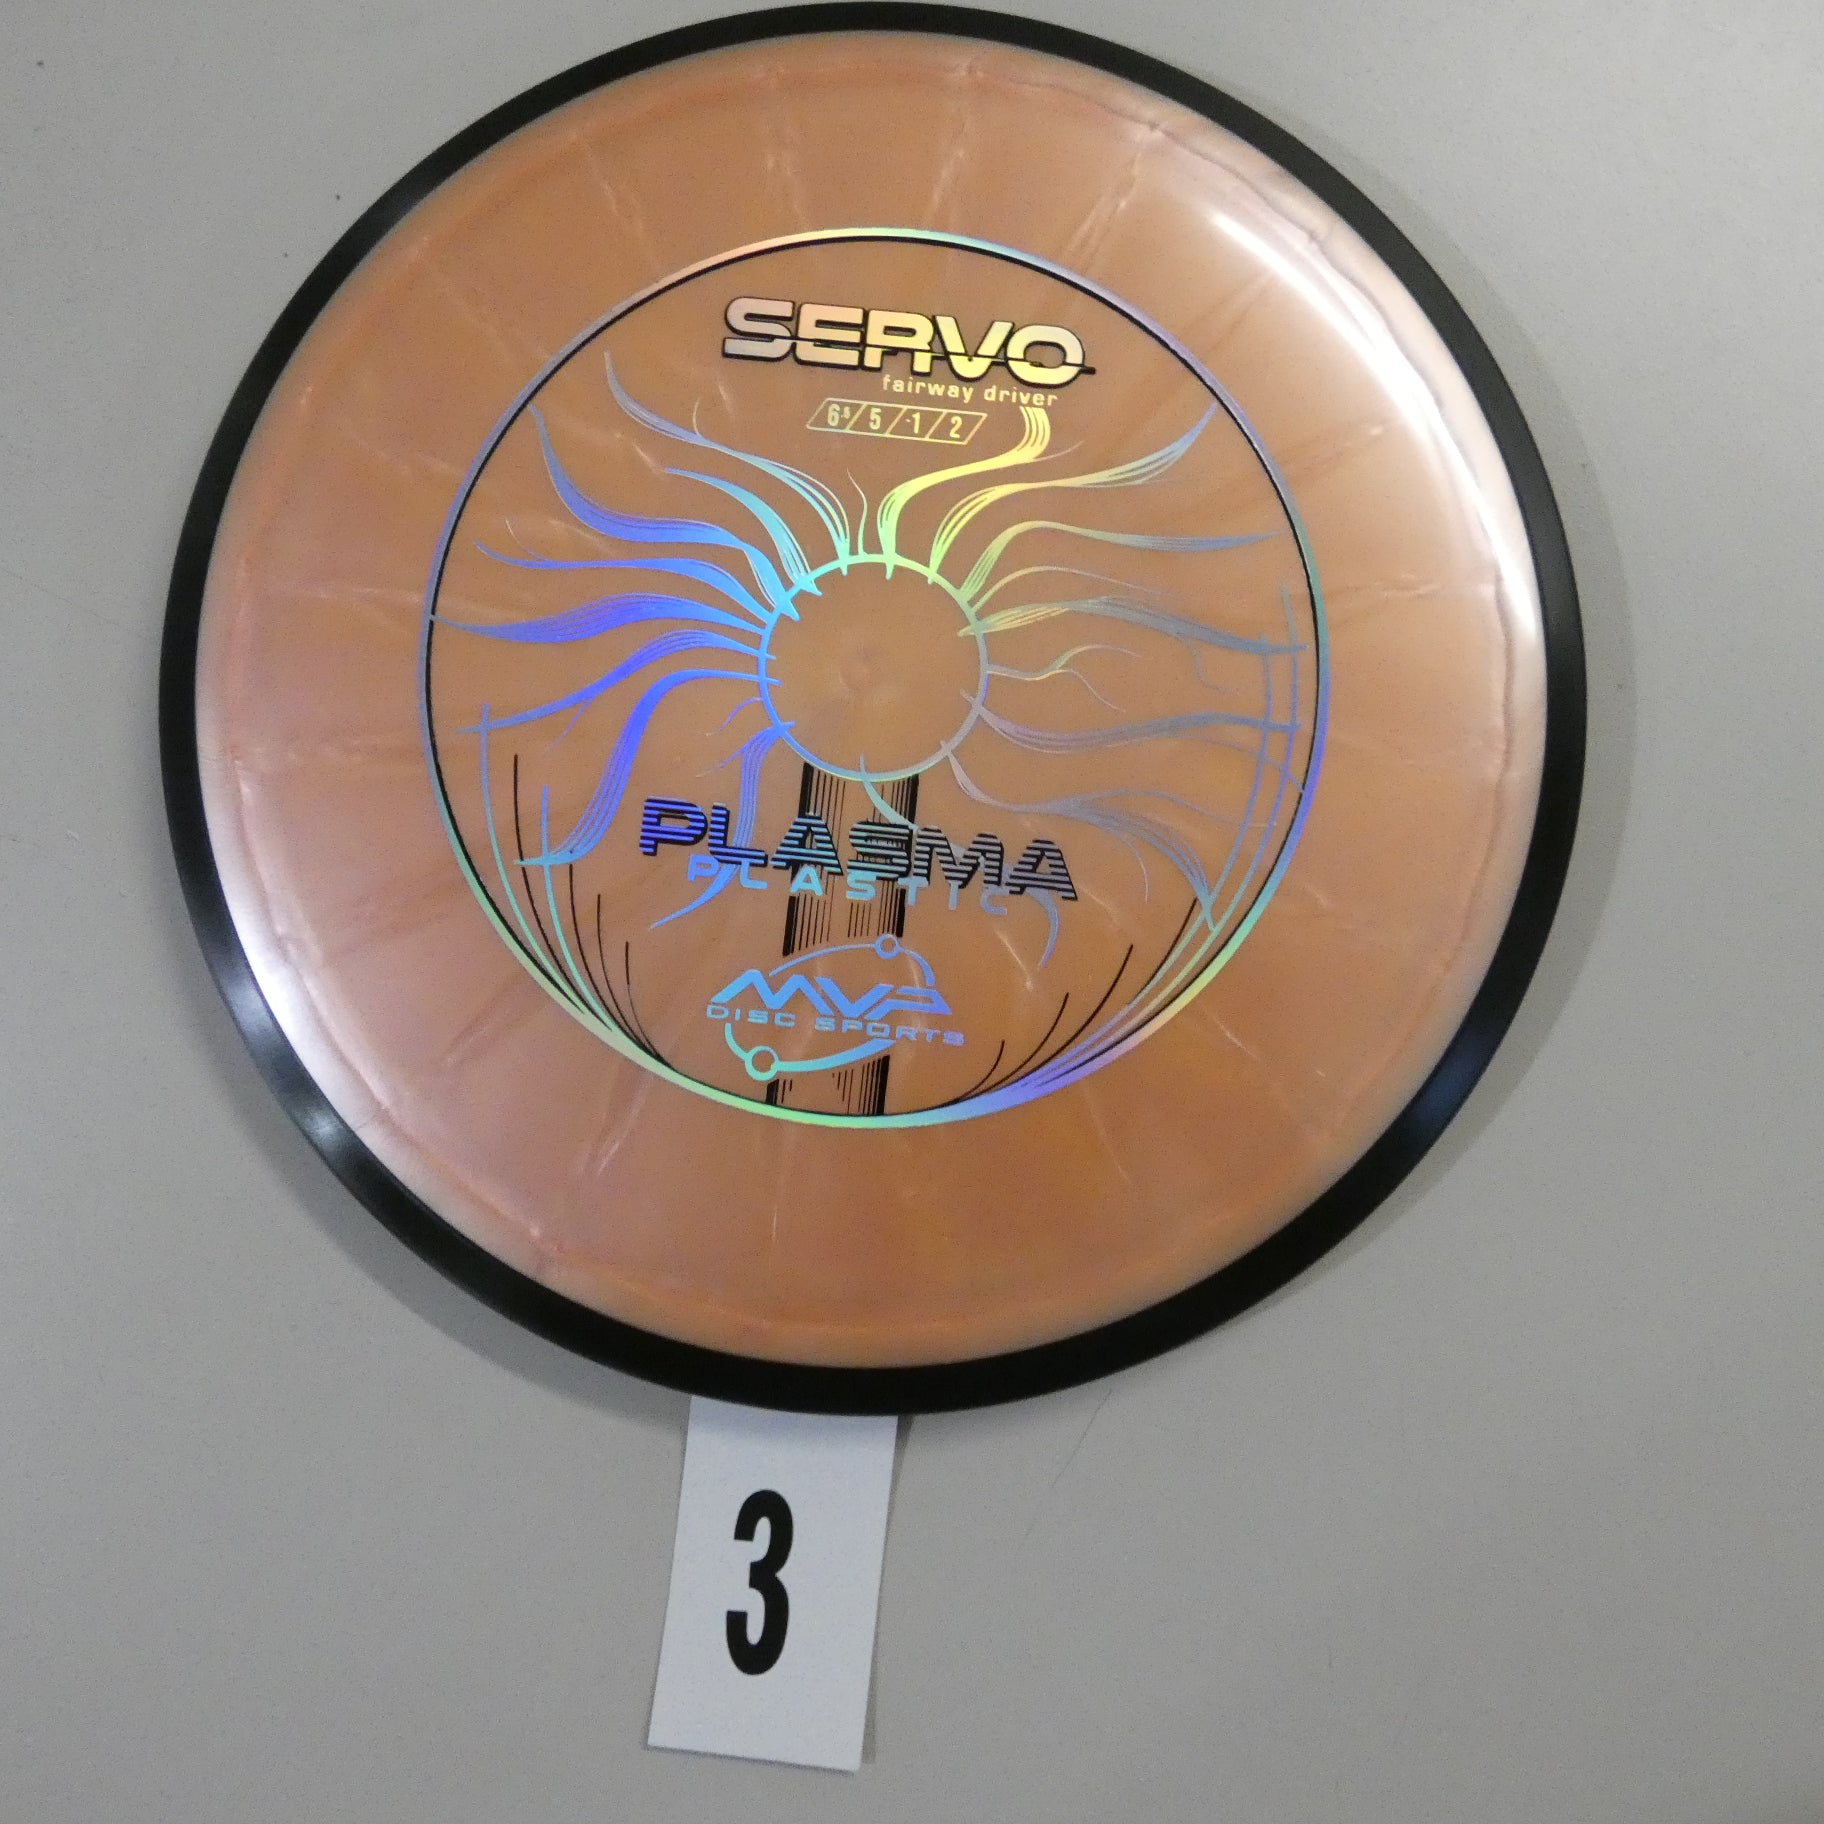 SERVO
fairway driver
6.5/ 5 /-1/ 2
PLASMA
PLASTIC
MVP
DISC SPORTS
3